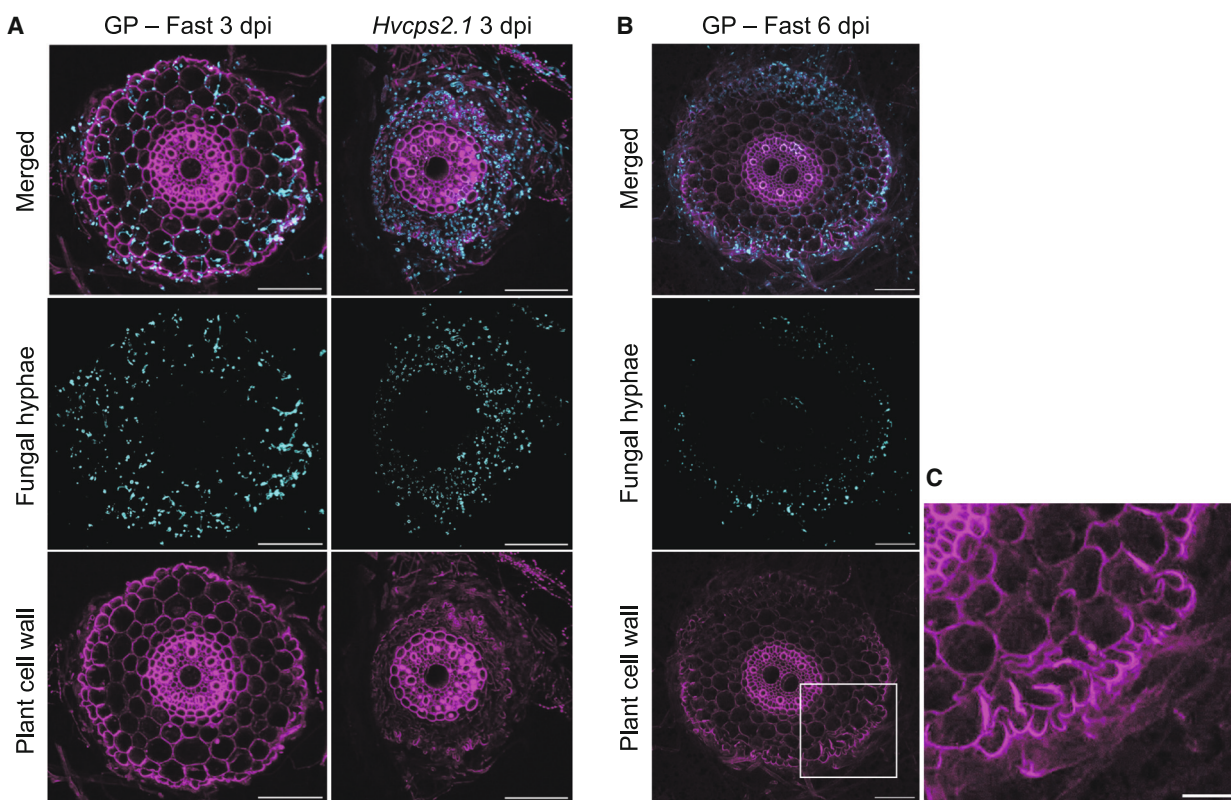 A
GP – Fast 3 dpi
Hvcps2.1 3 dpi
B
GP – Fast 6 dpi
Merged
Merged
Fungal hyphae
Fungal hyphae
C
Plant cell wall
Plant cell wall